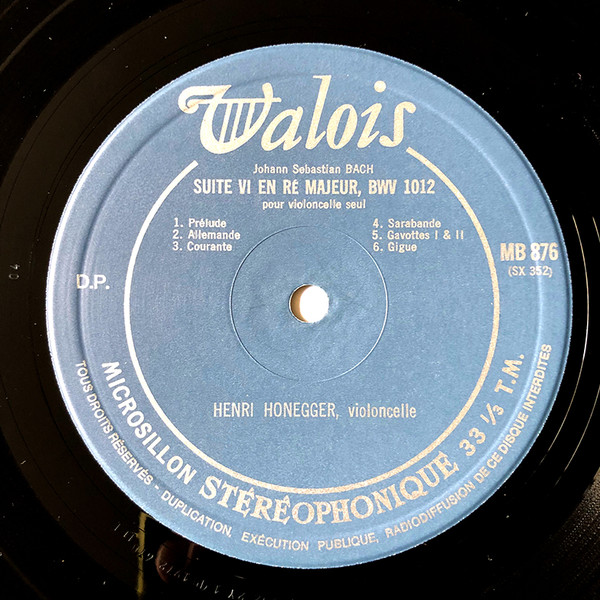 Valois
Johann Sebastian BACH
SUITE VI EN RÉ MAJEUR, BWV 1012
pour violoncelle seul
1. Prélude
2. Allemande
3. Courante
4. Sarabande
5. Gavottes I & II
6. Gigue
D.P.
MB 876
(SX 352)
HENRI HONEGGER, violoncelle
MICROSILLON STÉRÉOPHONIQUE 33 1/3 T.M.
TOUS DROITS RÉSERVÉS - DUPLICATION, EXÉCUTION PUBLIQUE, RADIODIFFUSION DE CE DISQUE INTERDITES